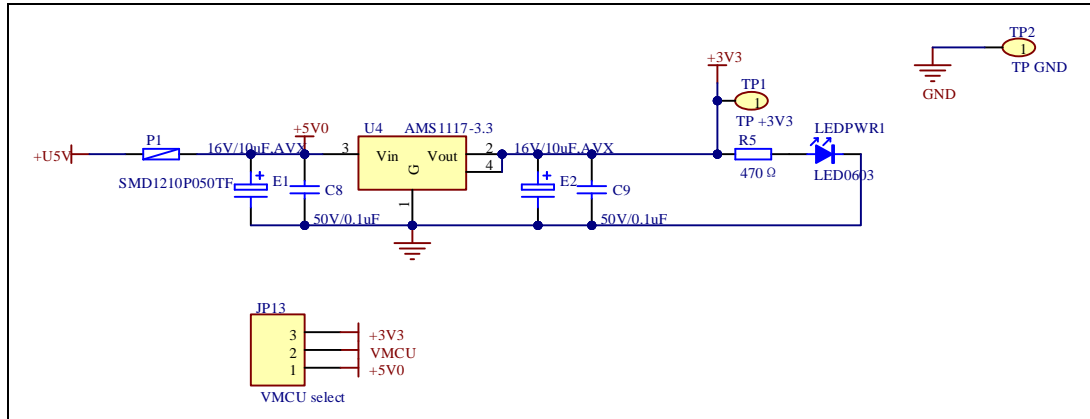 TP2
1
TP GND
GND
+3V3
TP1
1
TP +3V3
+5V0
U4
AMS1117-3.3
P1
+U5V
16V/10uF,AVX
3
Vin
Vout
2
4
G
1
16V/10uF,AVX
R5
470 Ω
LEDPWR1
LED0603
SMD1210P050TF
E1
C8
E2
C9
50V/0.1uF
50V/0.1uF
JP13
3
+3V3
2
VMCU
1
+5V0
VMCU select